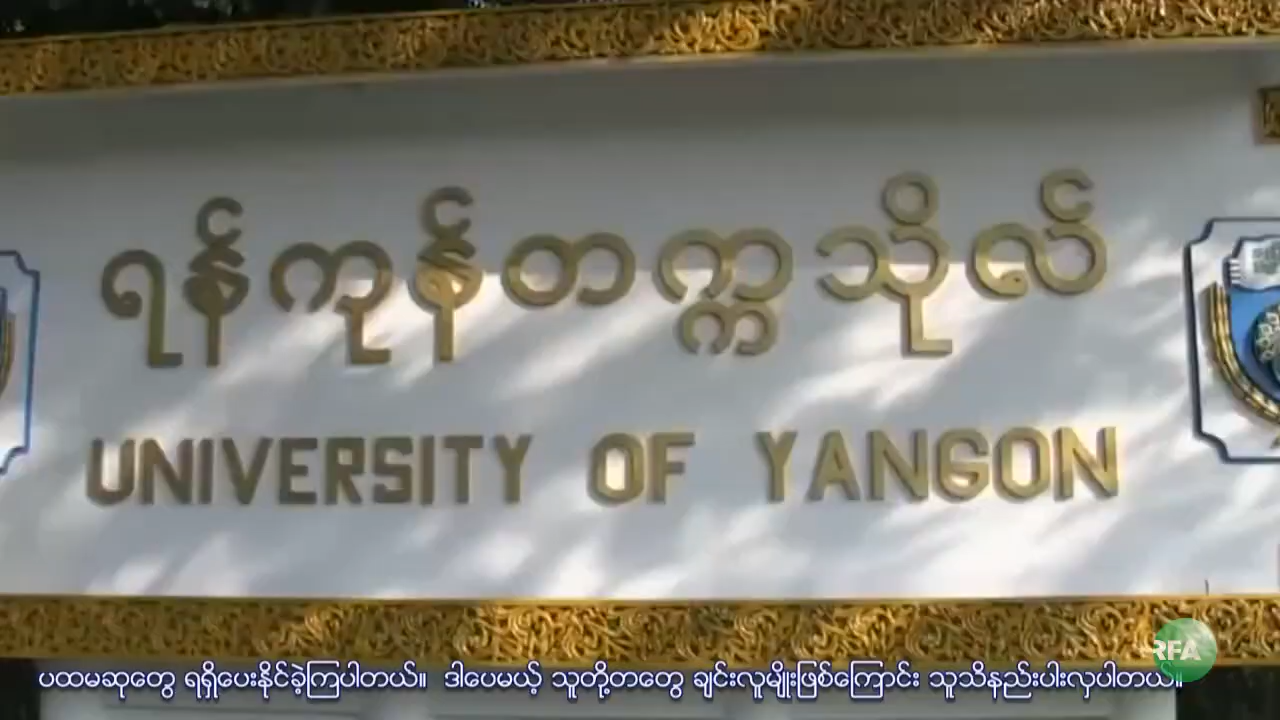 ရန်ကုန်တက္ကသိုလ်
UNIVERSITY OF YANGON
ပထမဆုတွေ ရရှိပေးနိုင်ခဲ့ကြပါတယ်။ ဒါပေမယ့် သူတို့တတွေ ချင်းလူမျိုးဖြစ်ကြောင်း သူသိနည်းပါးလှပါတယ်။
RFA